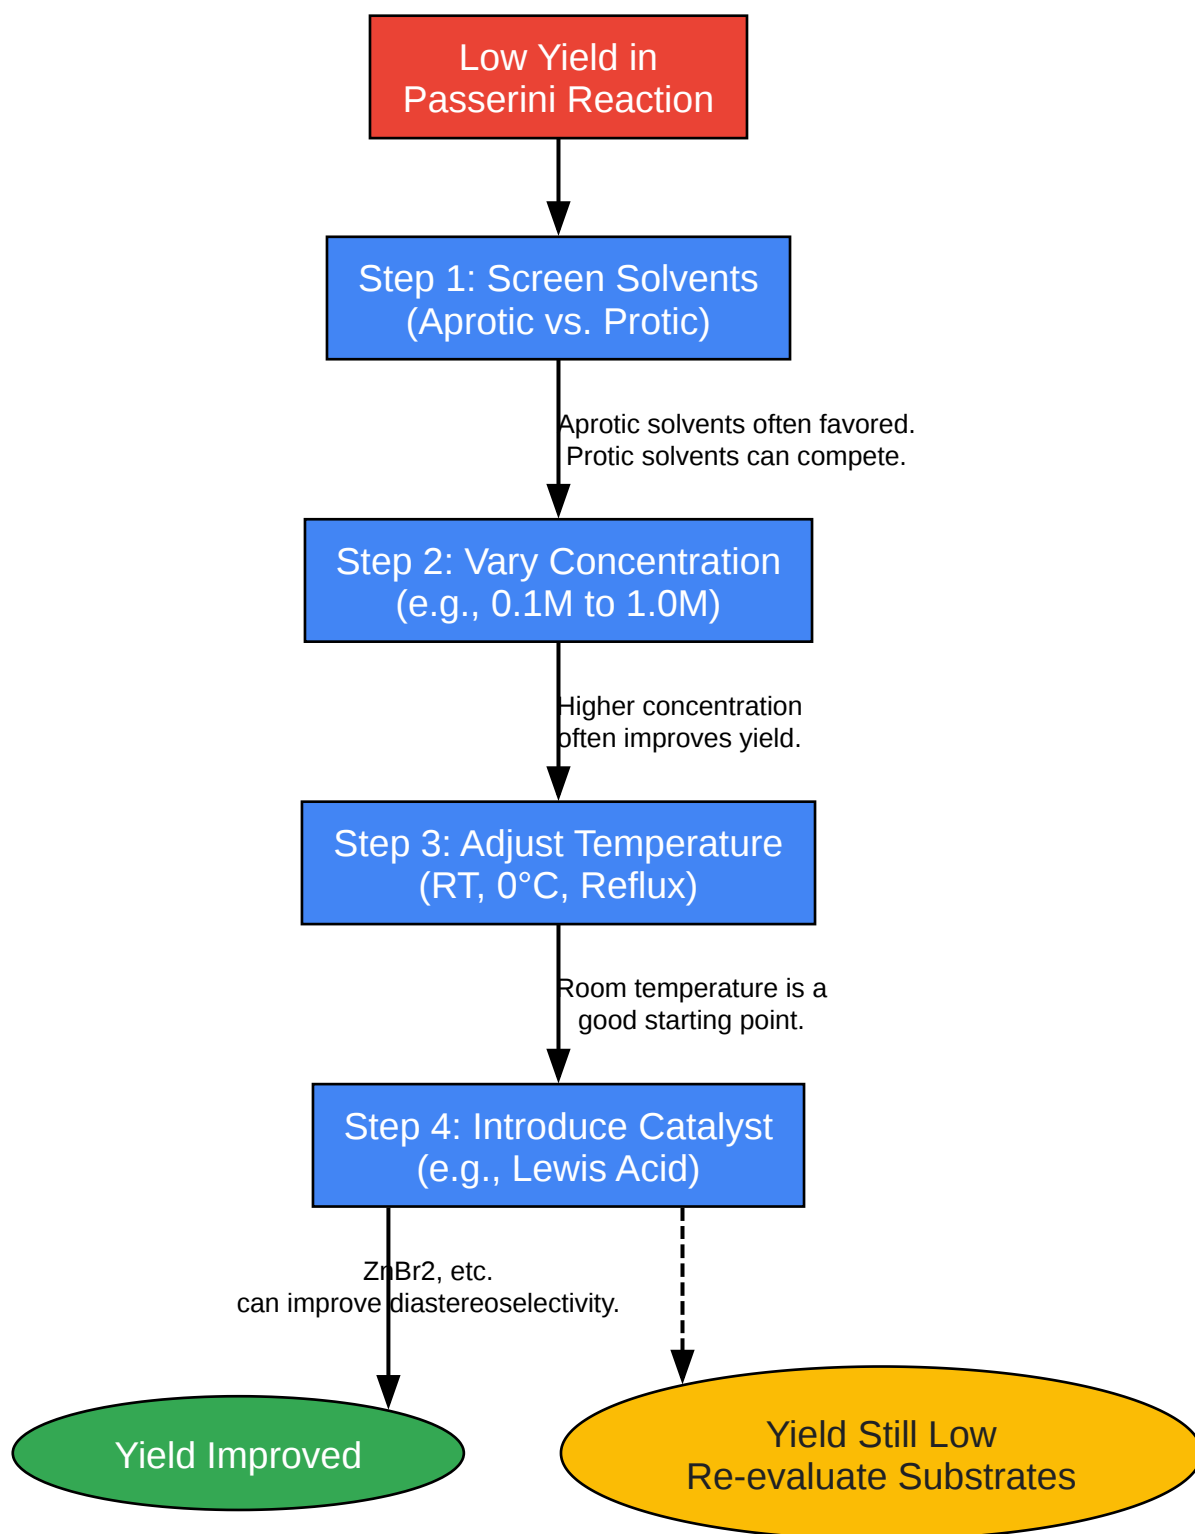 Low Yield in
Passerini Reaction
Step 1: Screen Solvents
(Aprotic vs. Protic)
Aprotic solvents often favored.
Protic solvents can compete.
Step 2: Vary Concentration
(e.g., 0.1M to 1.0M)
Higher concentration
often improves yield.
Step 3: Adjust Temperature
(RT, 0°C, Reflux)
Room temperature is a
good starting point.
Step 4: Introduce Catalyst
(e.g., Lewis Acid)
ZnBr2, etc.
can improve diastereoselectivity.
Yield Improved
Yield Still Low
Re-evaluate Substrates